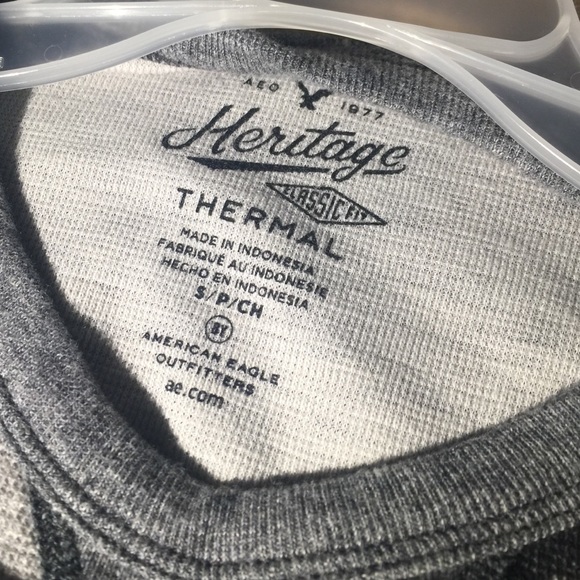 AEO 1977
Heritage
CLASSIC FIT
THERMAL
MADE IN INDONESIA
FABRIQUÉ AU INDONESIE
HECHO EN INDONESIA
S/P/CH
BY
AMERICAN EAGLE
OUTFITTERS
ae.com